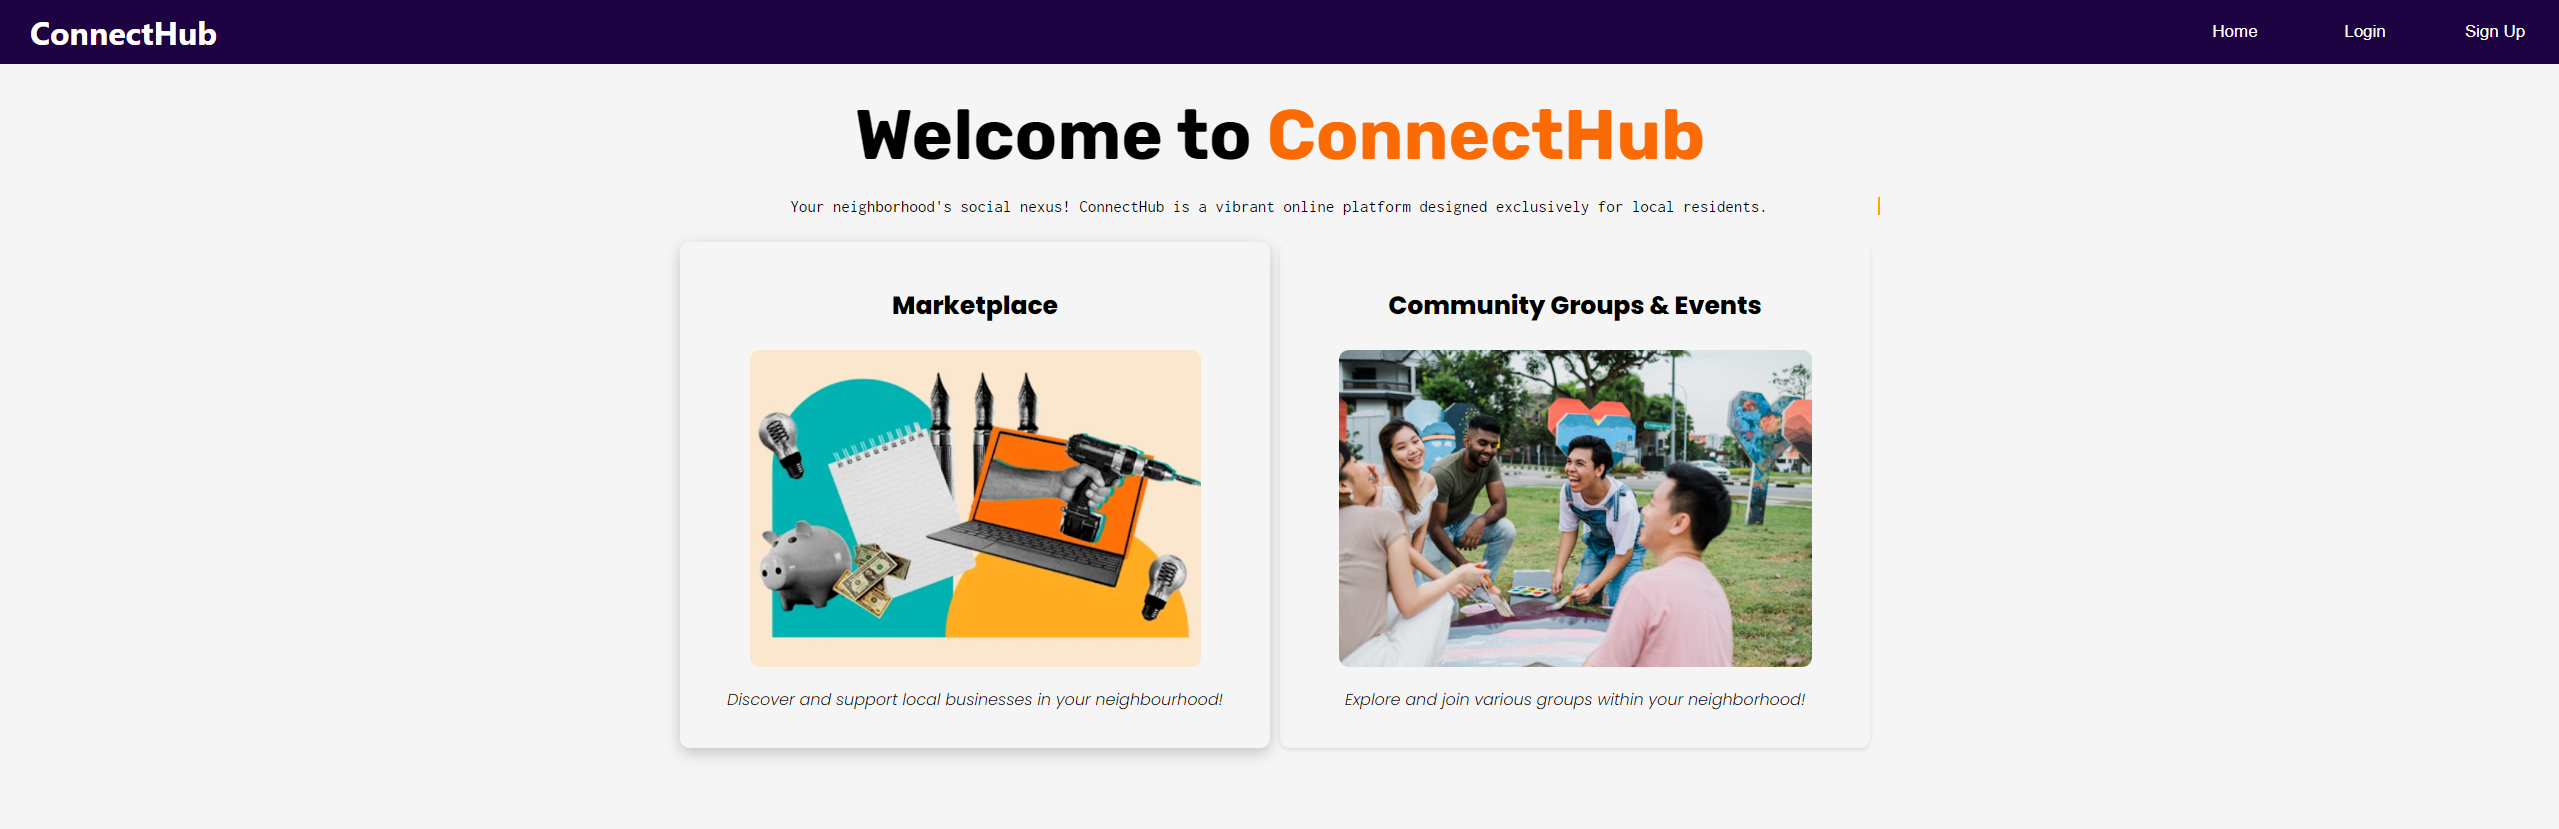 ConnectHub
Home
Login
Sign Up
Welcome to ConnectHub
Your neighborhood's social nexus! ConnectHub is a vibrant online platform designed exclusively for local residents.
Marketplace
Community Groups & Events
Discover and support local businesses in your neighbourhood!
Explore and join various groups within your neighborhood!